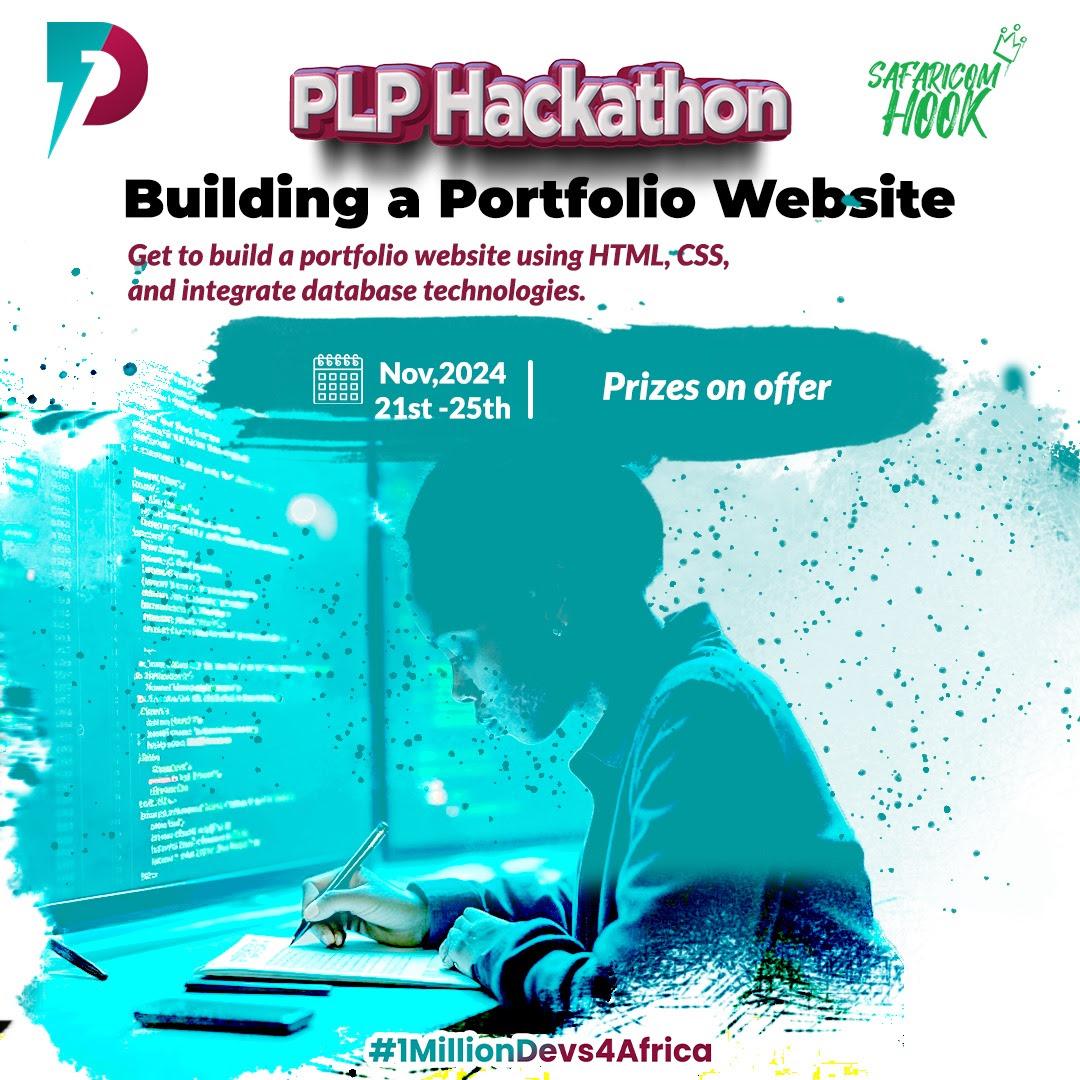 PLP Hackathon
SAFARICOM
HOOK
Building a Portfolio Website
Get to build a portfolio website using HTML, CSS,
and integrate database technologies.
Nov,2024
21st -25th
Prizes on offer
#1MillionDevs4Africa